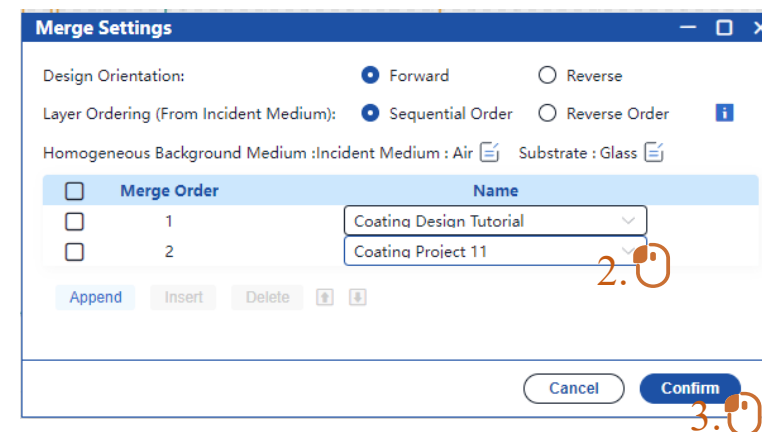 Merge Settings
Design Orientation: Forward Reverse
Layer Ordering (From Incident Medium): Sequential Order Reverse Order i
Homogeneous Background Medium :Incident Medium : Air Substrate : Glass
Merge Order Name
1 Coating Design Tutorial
2 Coating Project 11
2.
Append Insert Delete
Cancel Confirm
3.